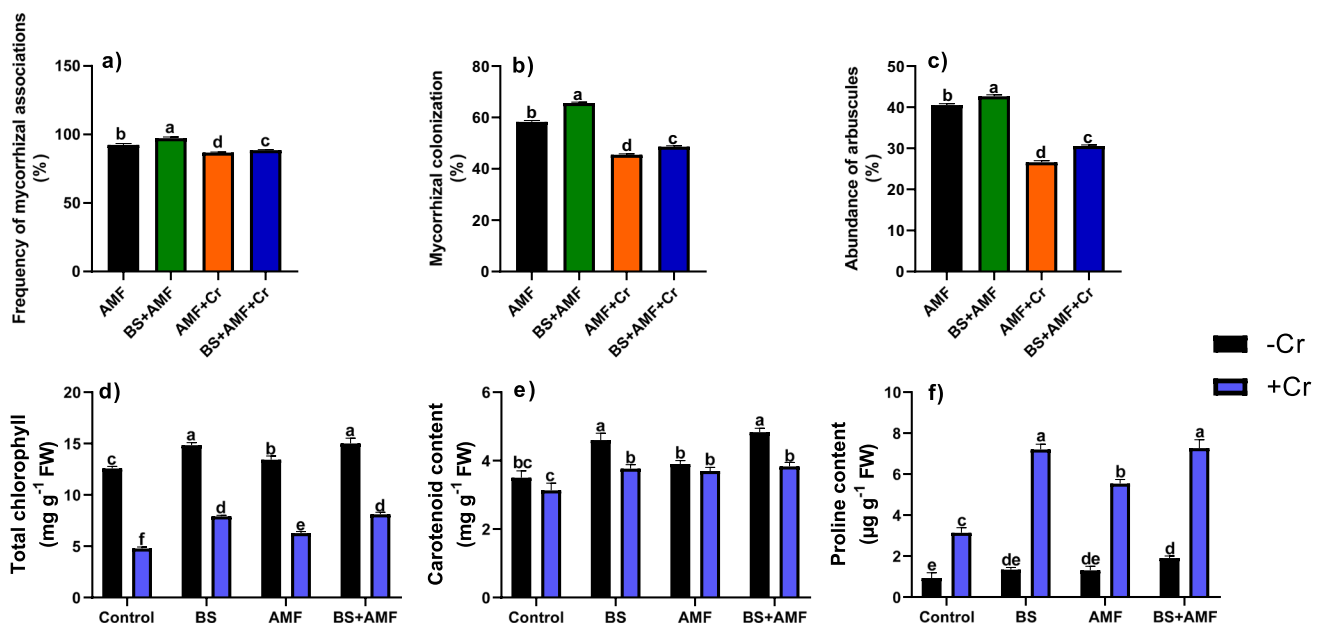 a)
Frequency of mycorrhizal associations
(%)
150
100
50
0
b
a
d
c
AMF
BS+AMF
AMF+Cr
BS+AMF+Cr
b)
Mycorrhizal colonization
(%)
80
60
40
20
0
b
a
d
c
AMF
BS+AMF
AMF+Cr
BS+AMF+Cr
c)
Abundance of arbuscules
(%)
50
40
30
20
10
0
b
a
d
c
AMF
BS+AMF
AMF+Cr
BS+AMF+Cr
-Cr
+Cr
d)
Total chlorophyll
(mg g⁻¹ FW)
20
15
10
5
0
c
f
a
d
b
e
a
d
Control BS AMF BS+AMF
e)
Carotenoid content
(mg g⁻¹ FW)
6
4
2
0
bc
c
a
b
b
b
a
b
Control BS AMF BS+AMF
f)
Proline content
(µg g⁻¹ FW)
10
8
6
4
2
0
e
c
de
a
de
b
d
a
Control BS AMF BS+AMF